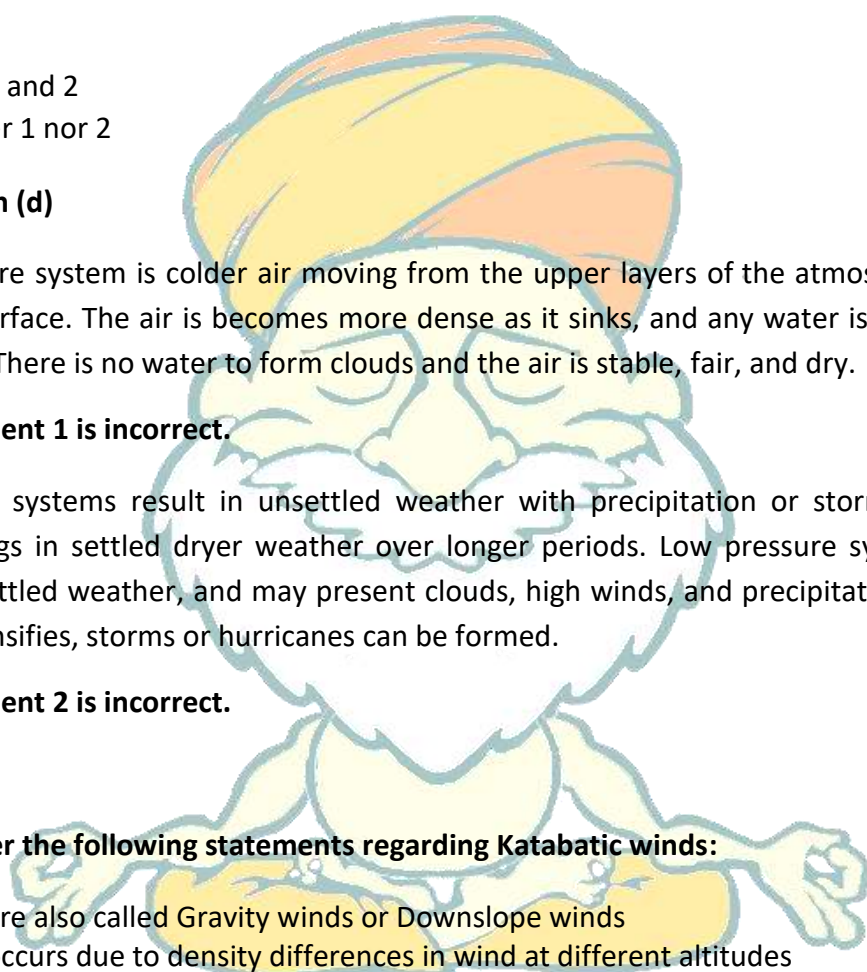 and 2
r 1 nor 2
n (d)
re system is colder air moving from the upper layers of the atmos
rface. The air is becomes more dense as it sinks, and any water is
There is no water to form clouds and the air is stable, fair, and dry.
ent 1 is incorrect.
systems result in unsettled weather with precipitation or storm
gs in settled dryer weather over longer periods. Low pressure sy
ttled weather, and may present clouds, high winds, and precipitat
nsifies, storms or hurricanes can be formed.
ent 2 is incorrect.
er the following statements regarding Katabatic winds:
re also called Gravity winds or Downslope winds
ccurs due to density differences in wind at different altitudes